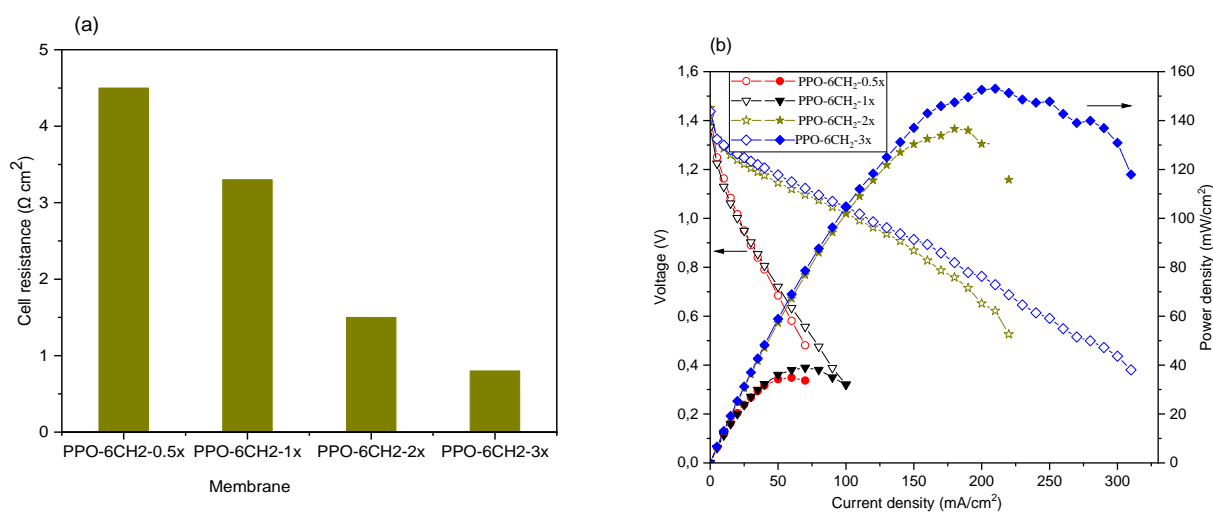 (a)
5
4
3
2
1
0
Cell resistance (Ω cm²)
PPO-6CH2-0.5x PPO-6CH2-1x PPO-6CH2-2x PPO-6CH2-3x
Membrane
(b)
PPO-6CH₂-0.5x
PPO-6CH₂-1x
PPO-6CH₂-2x
PPO-6CH₂-3x
1,6
1,4
1,2
1,0
0,8
0,6
0,4
0,2
0,0
Voltage (V)
0 50 100 150 200 250 300
Current density (mA/cm²)
160
140
120
100
80
60
40
20
0
Power density (mW/cm²)